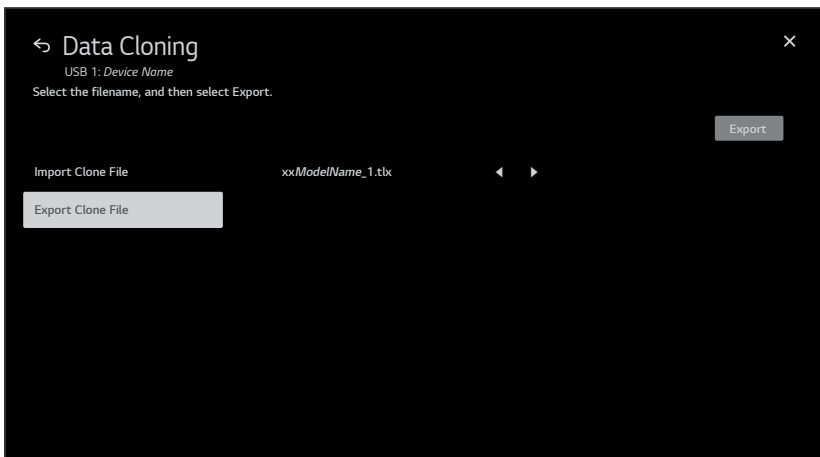 Data Cloning
USB 1: Device Name
Select the filename, and then select Export.
Export
Import Clone File
xxModelName_1.tlx
Export Clone File